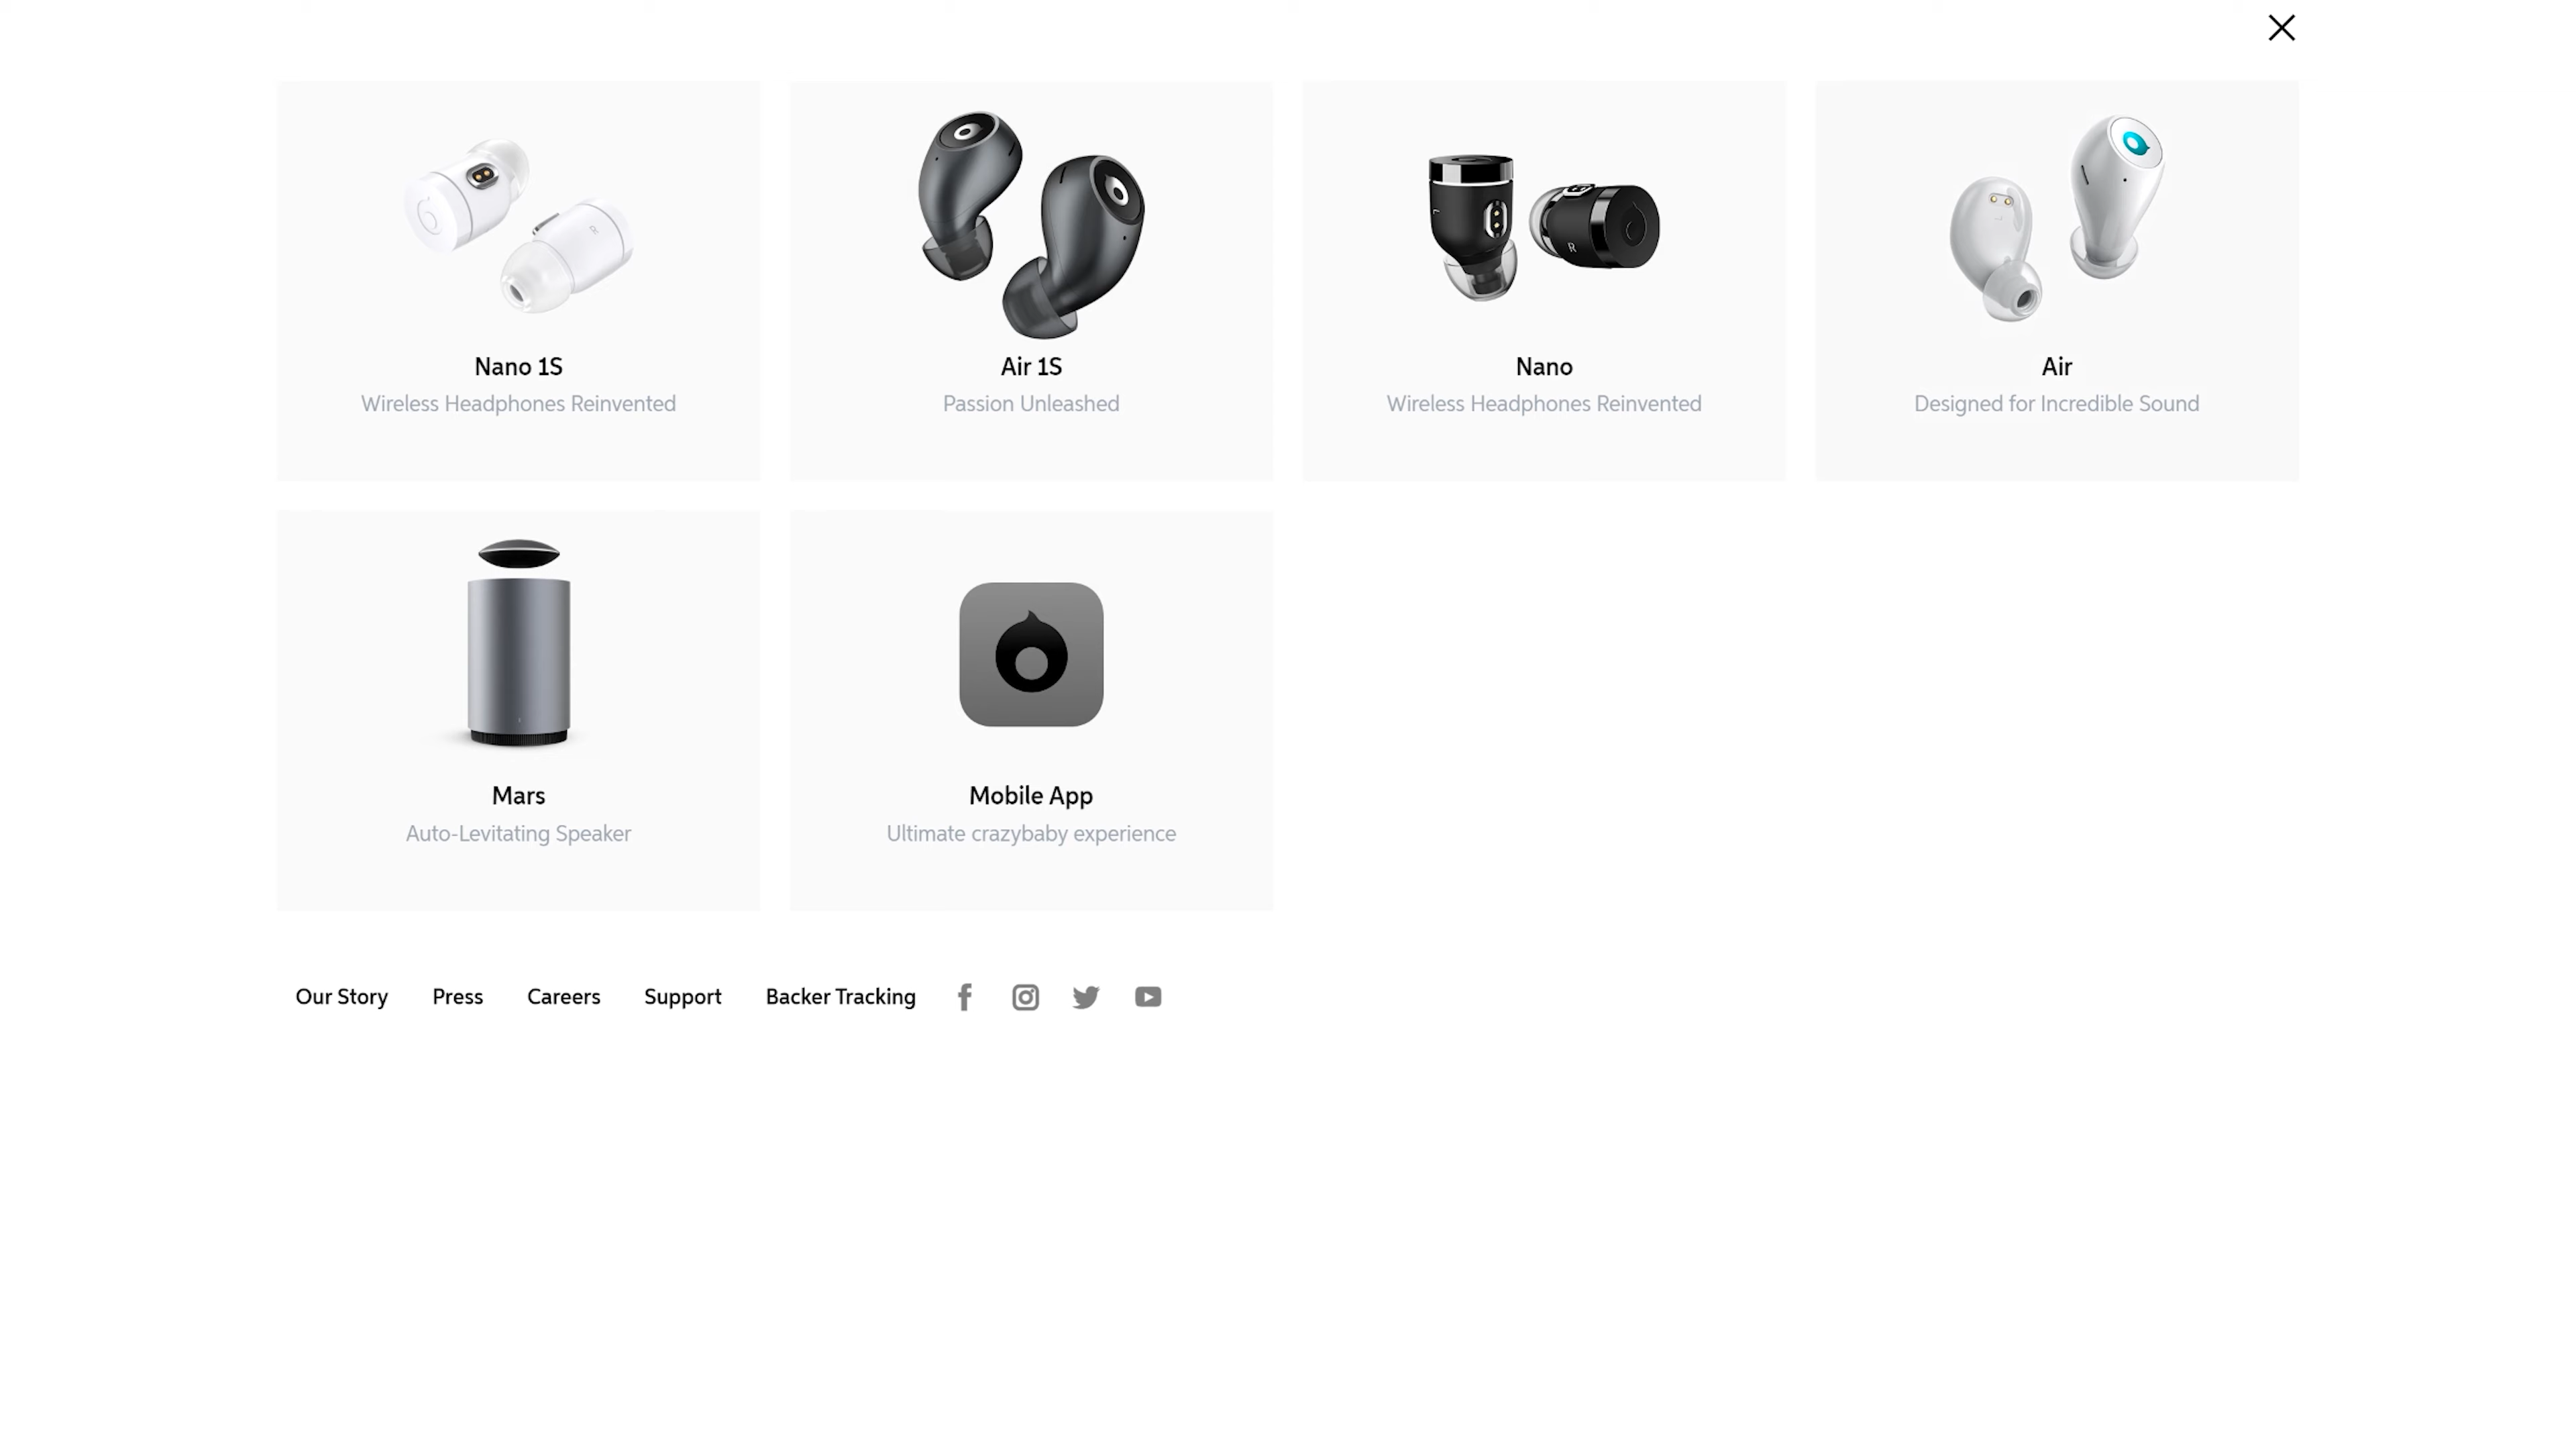 Nano 1S
Wireless Headphones Reinvented
Air 1S
Passion Unleashed
Nano
Wireless Headphones Reinvented
Air
Designed for Incredible Sound
Mars
Auto-Levitating Speaker
Mobile App
Ultimate crazybaby experience
Our Story Press Careers Support Backer Tracking